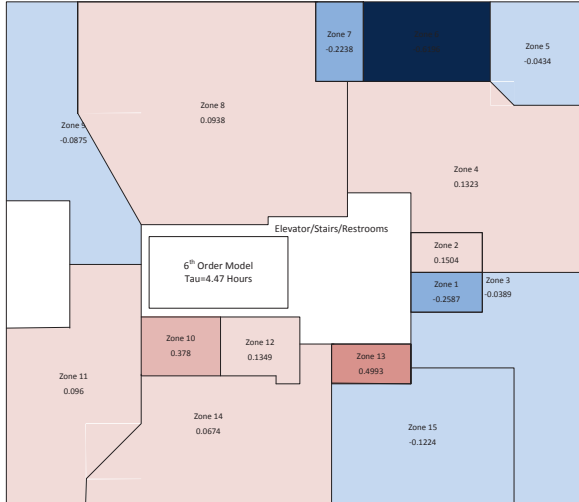 Zone 7
-0.2238
Zone 5
-0.0434
Zone 8
0.0938
Zone 9
-0.0875
Zone 4
0.1323
Elevator/Stairs/Restrooms
Zone 2
0.1504
6th Order Model
Tau=4.47 Hours
Zone 1
-0.2587
Zone 3
-0.0389
Zone 10
0.378
Zone 12
0.1349
Zone 13
0.4993
Zone 11
0.096
Zone 14
0.0674
Zone 15
-0.1224